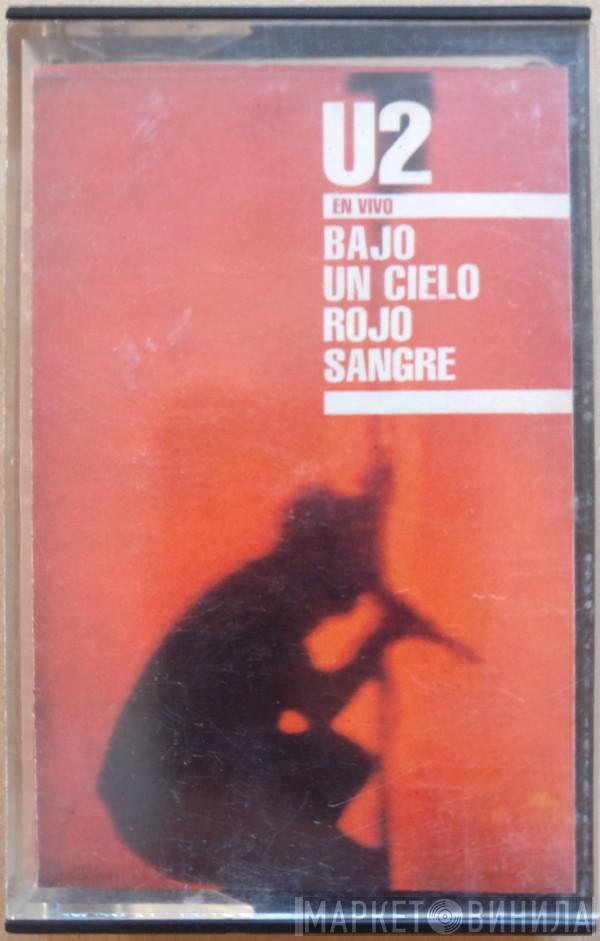 U2
EN VIVO
BAJO
UN CIELO
ROJO
SANGRE
МАРКЕТ ВИНИЛА